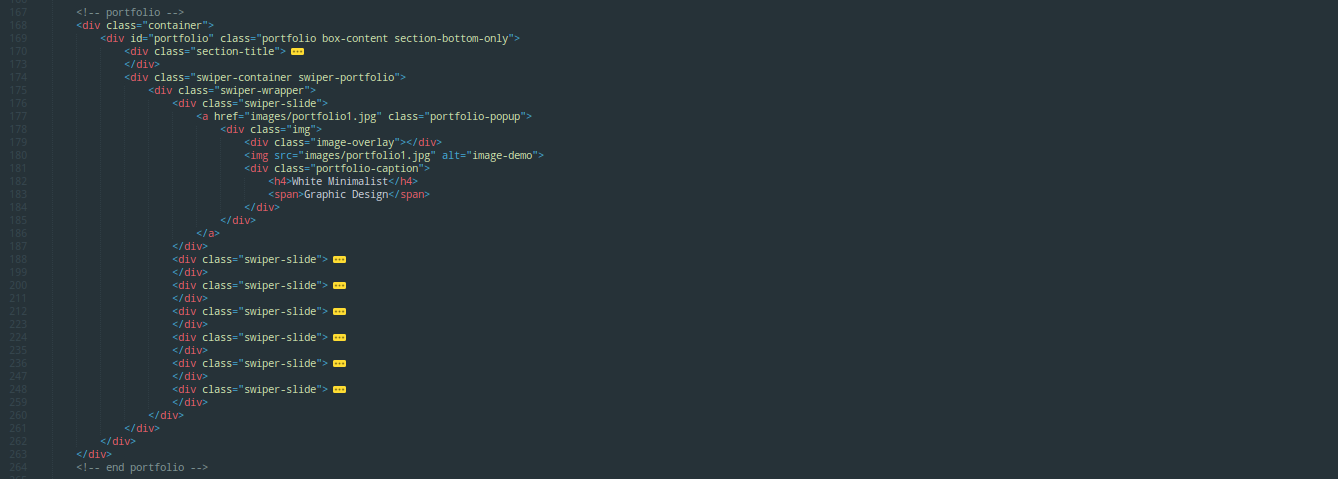 167 <!-- portfolio -->
168 <div class="container">
169 <div id="portfolio" class="portfolio box-content section-bottom-only">
170 <div class="section-title">
173 </div>
174 <div class="swiper-container swiper-portfolio">
175 <div class="swiper-wrapper">
176 <div class="swiper-slide">
177 <a href="images/portfolio1.jpg" class="portfolio-popup">
178 <div class="img">
179 <div class="image-overlay"></div>
180 <img src="images/portfolio1.jpg" alt="image-demo">
181 <div class="portfolio-caption">
182 <h4>White Minimalist</h4>
183 <span>Graphic Design</span>
184 </div>
185 </div>
186 </a>
187 </div>
188 <div class="swiper-slide">
199 </div>
200 <div class="swiper-slide">
211 </div>
212 <div class="swiper-slide">
223 </div>
224 <div class="swiper-slide">
235 </div>
236 <div class="swiper-slide">
247 </div>
248 <div class="swiper-slide">
259 </div>
260 </div>
261 </div>
262 </div>
263 </div>
264 <!-- end portfolio -->